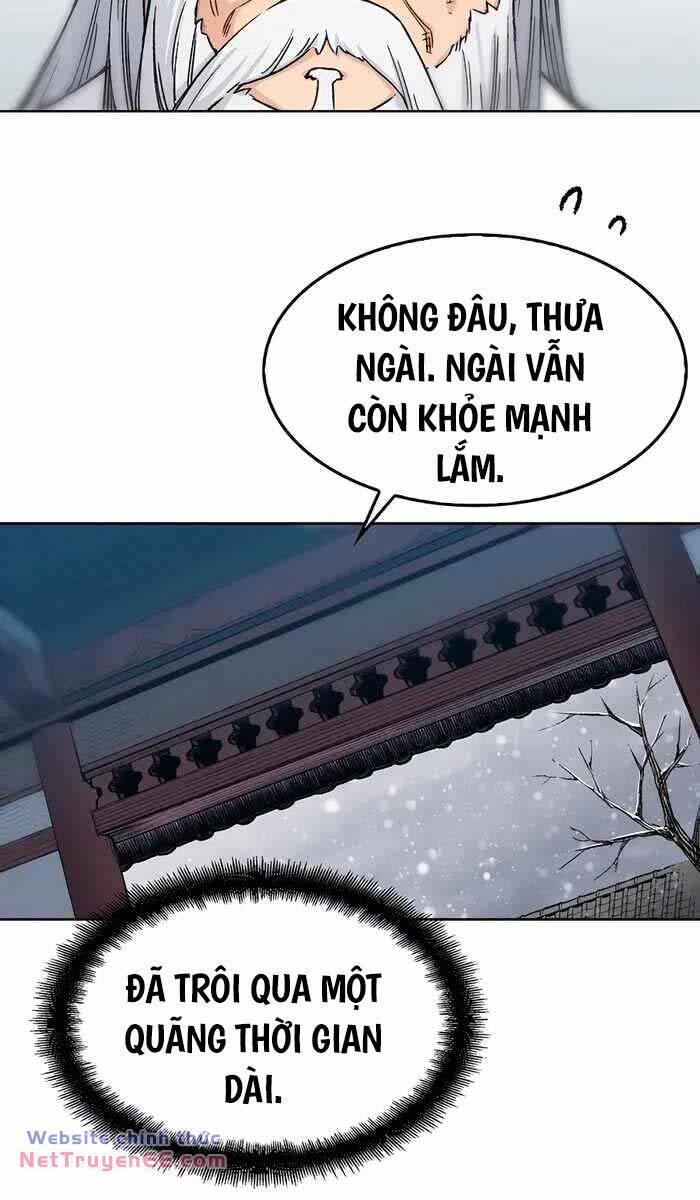 KHÔNG ĐÂU, THƯA
NGÀI. NGÀI VẪN
CÒN KHỎE MẠNH
LẮM.
ĐÃ TRÔI QUA MỘT
QUÃNG THỜI GIAN
DÀI.
Website chính thức
NetTruyenEE.com